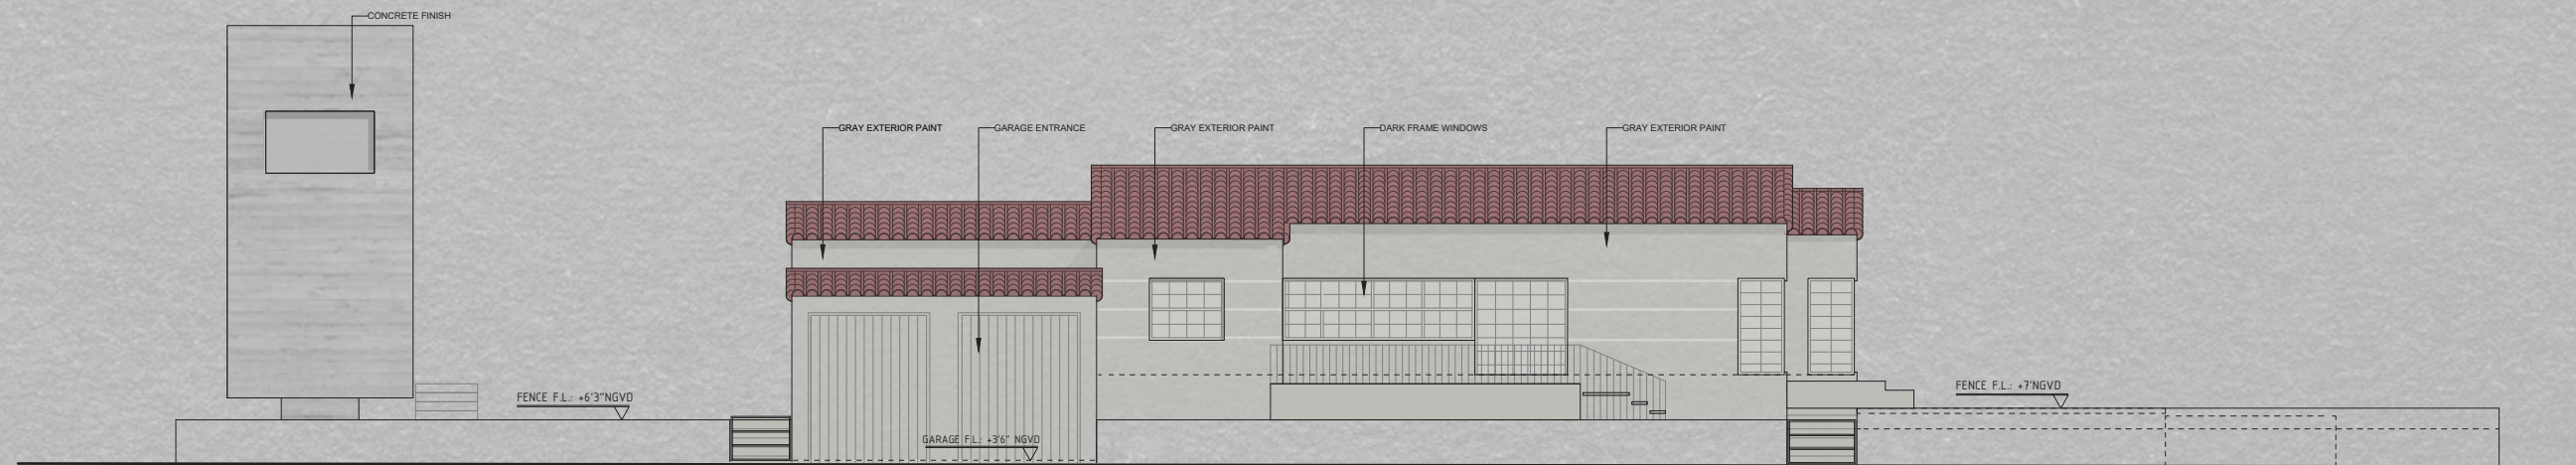 CONCRETE FINISH
GRAY EXTERIOR PAINT
GARAGE ENTRANCE
GRAY EXTERIOR PAINT
DARK FRAME WINDOWS
GRAY EXTERIOR PAINT
FENCE F.L.: +6'3"NGVD
FENCE F.L.: +7'NGVD
GARAGE F.L.: +3'6" NGVD